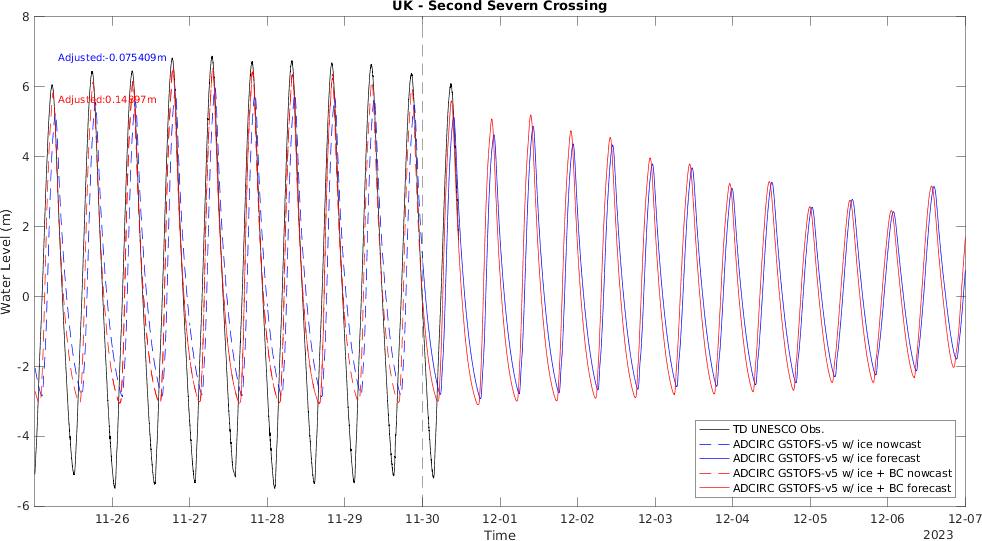 UK - Second Severn Crossing
8
6
4
2
0
-2
-4
-6
Water Level (m)
Adjusted:-0.075409m
Adjusted:0.14897m
TD UNESCO Obs.
ADCIRC GSTOFS-v5 w/ ice nowcast
ADCIRC GSTOFS-v5 w/ ice forecast
ADCIRC GSTOFS-v5 w/ ice + BC nowcast
ADCIRC GSTOFS-v5 w/ ice + BC forecast
11-26 11-27 11-28 11-29 11-30 12-01 12-02 12-03 12-04 12-05 12-06 12-07
Time
2023